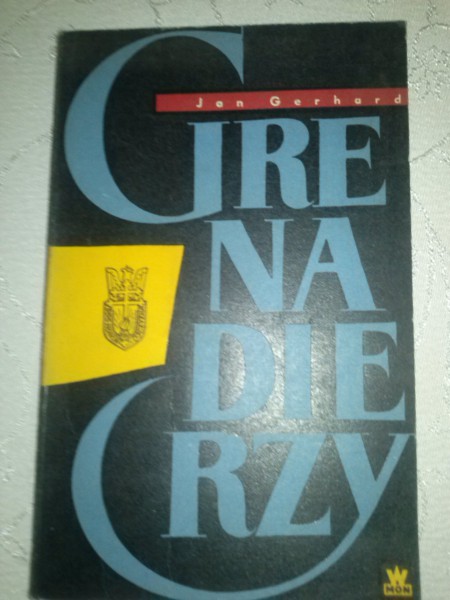 Jan Gerhard
GRE
NA
DIE
RZY
W
MON